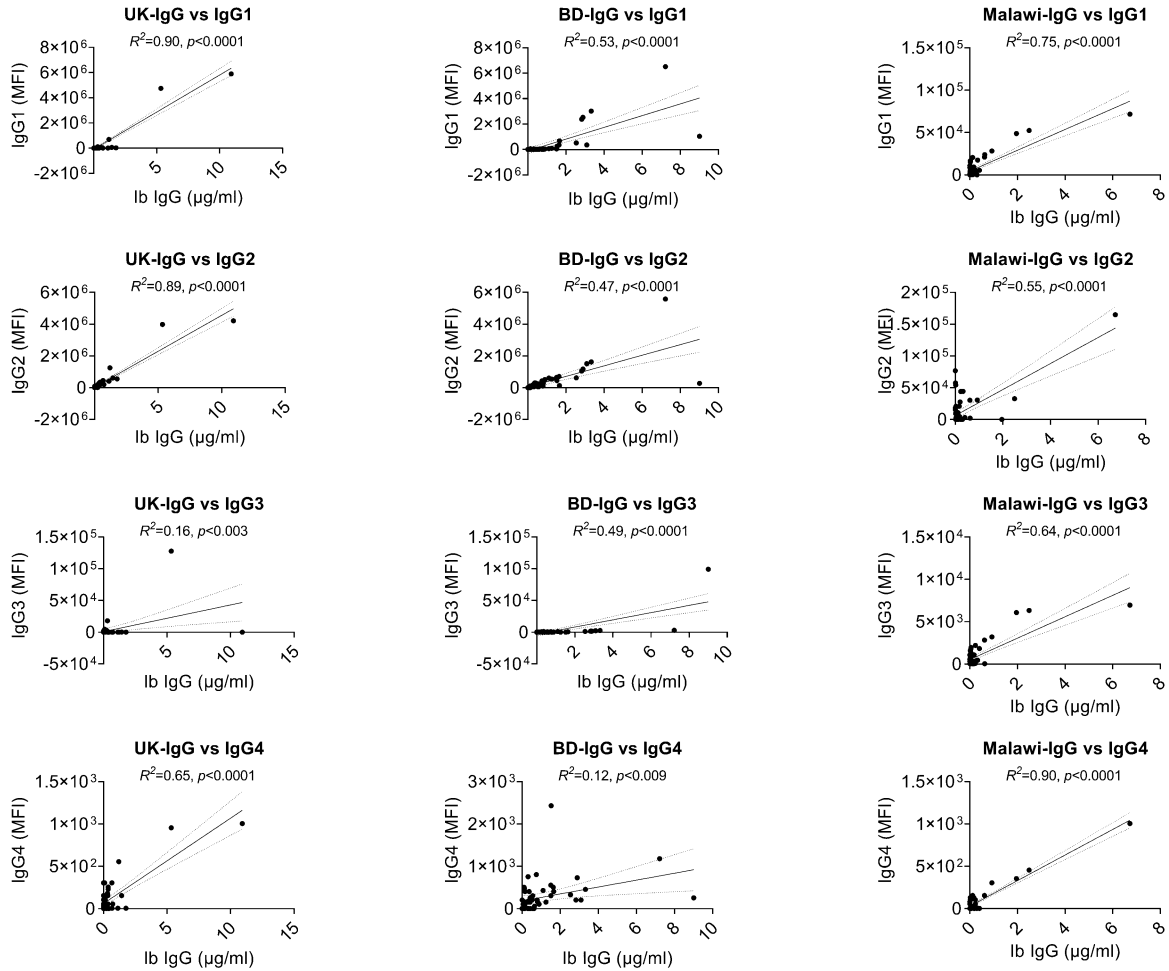 UK-IgG vs IgG1
R²=0.90, p<0.0001
8×10⁶
6×10⁶
4×10⁶
2×10⁶
0
-2×10⁶
IgG1 (MFI)
5
10
15
Ib IgG (µg/ml)
BD-IgG vs IgG1
R²=0.53, p<0.0001
8×10⁶
6×10⁶
4×10⁶
2×10⁶
0
-2×10⁶
IgG1 (MFI)
2
4
6
8
10
Ib IgG (µg/ml)
Malawi-IgG vs IgG1
R²=0.75, p<0.0001
1.5×10⁵
1×10⁵
5×10⁴
0
IgG1 (MFI)
0
2
4
6
8
Ib IgG (µg/ml)
UK-IgG vs IgG2
R²=0.89, p<0.0001
6×10⁶
4×10⁶
2×10⁶
0
-2×10⁶
IgG2 (MFI)
5
10
15
Ib IgG (µg/ml)
BD-IgG vs IgG2
R²=0.47, p<0.0001
6×10⁶
4×10⁶
2×10⁶
0
-2×10⁶
IgG2 (MFI)
2
4
6
8
10
Ib IgG (µg/ml)
Malawi-IgG vs IgG2
R²=0.55, p<0.0001
2×10⁵
1.5×10⁵
1×10⁵
5×10⁴
0
IgG2 (MFI)
0
2
4
6
8
Ib IgG (µg/ml)
UK-IgG vs IgG3
R²=0.16, p<0.003
1.5×10⁵
1×10⁵
5×10⁴
0
-5×10⁴
IgG3 (MFI)
5
10
15
Ib IgG (µg/ml)
BD-IgG vs IgG3
R²=0.49, p<0.0001
1.5×10⁵
1×10⁵
5×10⁴
0
-5×10⁴
IgG3 (MFI)
2
4
6
8
10
Ib IgG (µg/ml)
Malawi-IgG vs IgG3
R²=0.64, p<0.0001
1.5×10⁴
1×10⁴
5×10³
0
IgG3 (MFI)
0
2
4
6
8
Ib IgG (µg/ml)
UK-IgG vs IgG4
R²=0.65, p<0.0001
1.5×10³
1×10³
5×10²
0
IgG4 (MFI)
0
5
10
15
Ib IgG (µg/ml)
BD-IgG vs IgG4
R²=0.12, p<0.009
3×10³
2×10³
1×10³
0
IgG4 (MFI)
0
2
4
6
8
10
Ib IgG (µg/ml)
Malawi-IgG vs IgG4
R²=0.90, p<0.0001
1.5×10³
1×10³
5×10²
0
IgG4 (MFI)
0
2
4
6
8
Ib IgG (µg/ml)